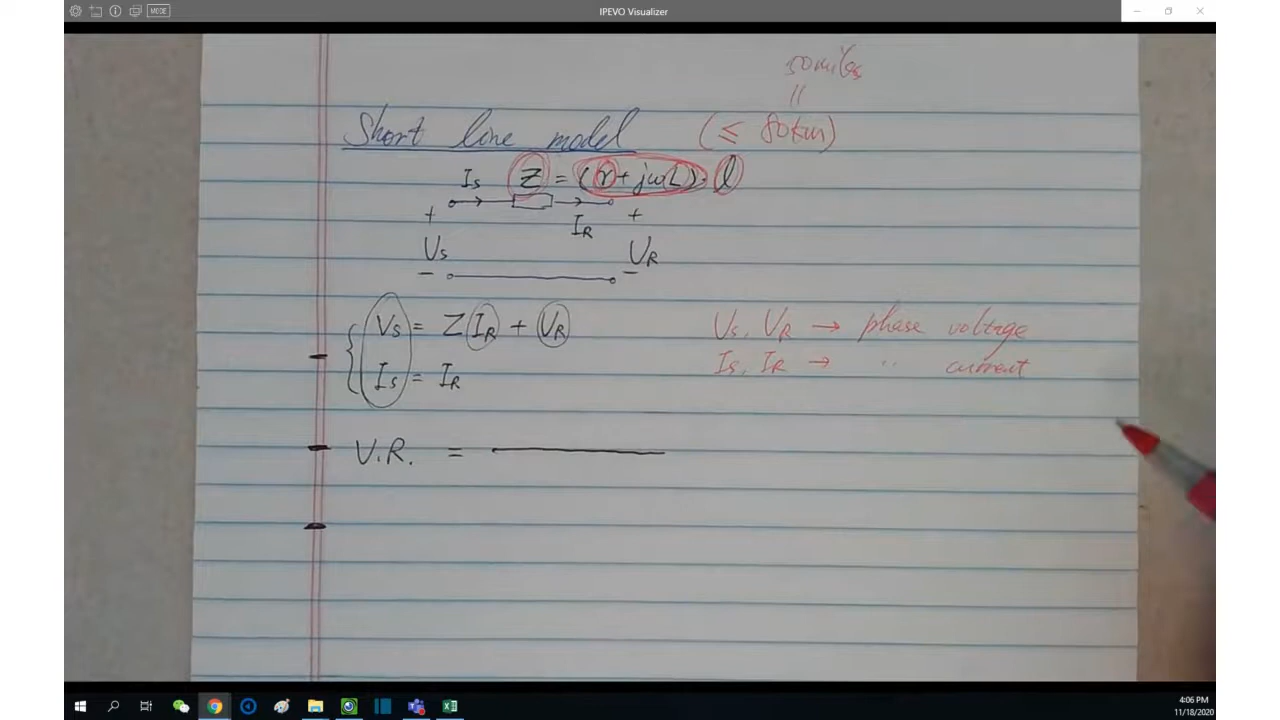 IPEVO Visualizer
MODE
50 miles
||
Short line model (≤ 80km)
Is Z = (r + jωL)·l
+ IR +
Vs VR
− −
Vs = Z IR + VR Vs, VR → phase voltage
Is = IR Is, IR → ·· current
V.R. =
4:06 PM
11/18/2020